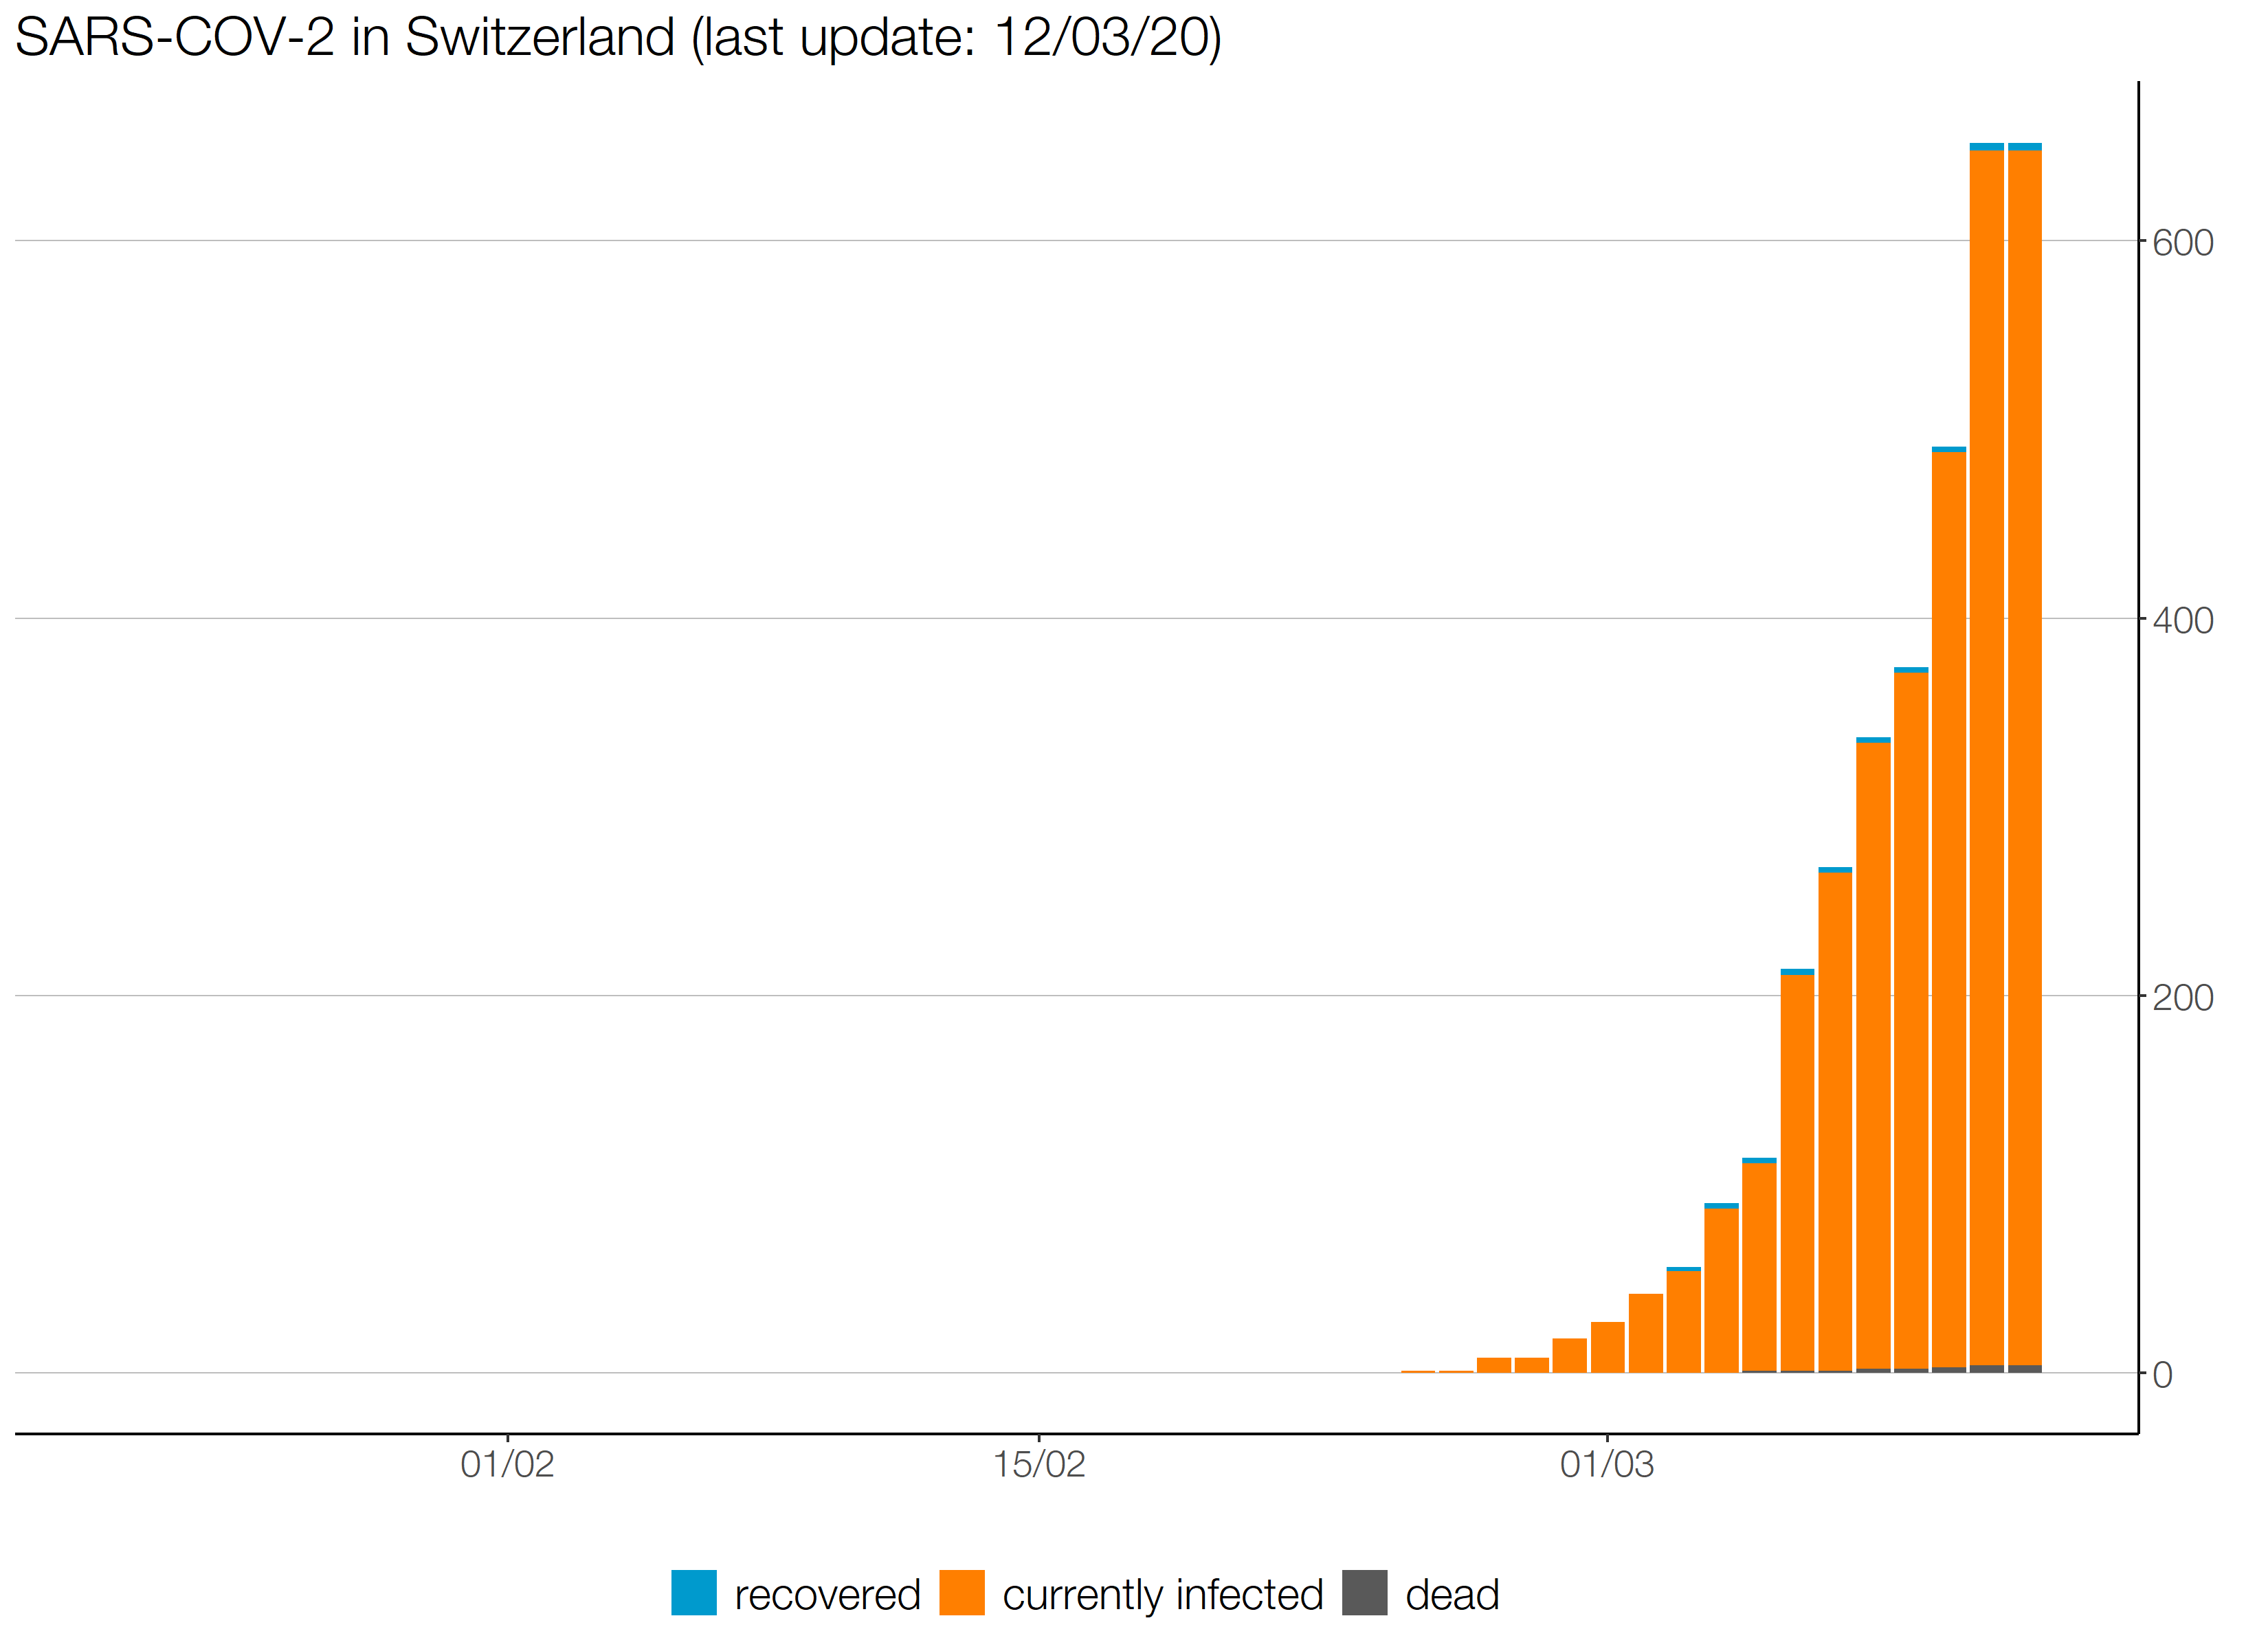 SARS-COV-2 in Switzerland (last update: 12/03/20)
600
400
200
0
01/02 15/02 01/03
recovered currently infected dead